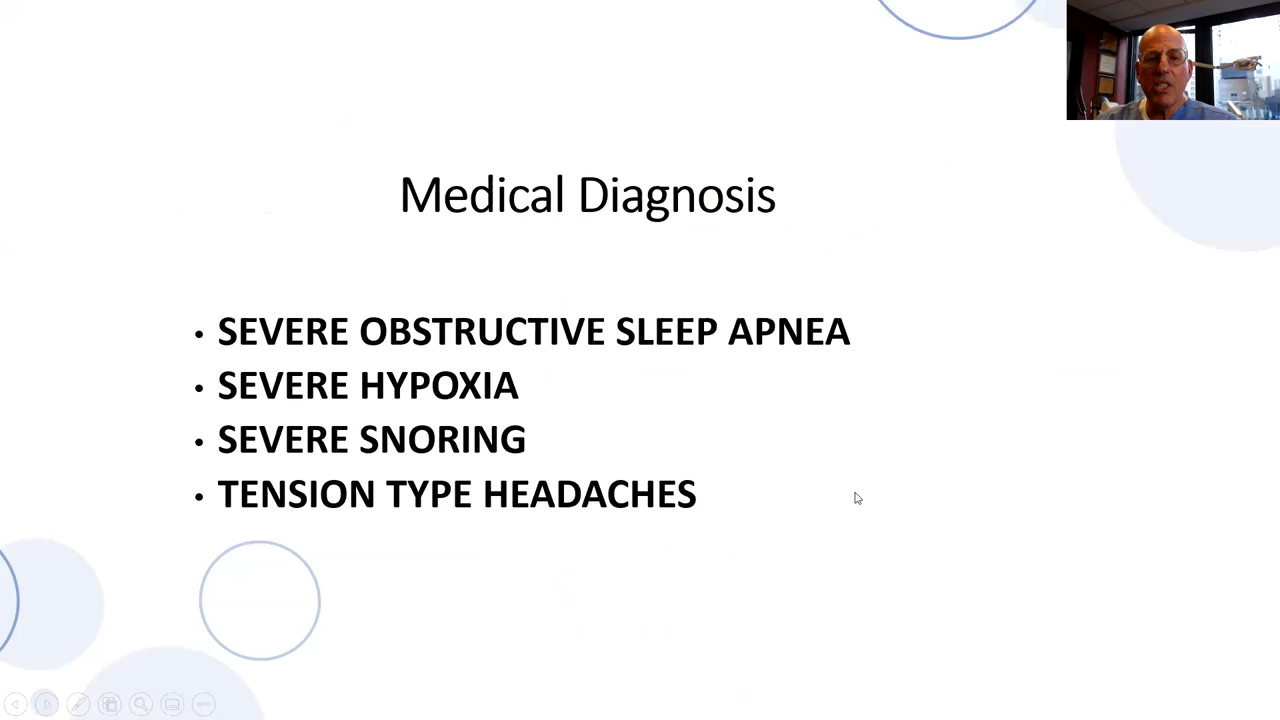 Medical Diagnosis
• SEVERE OBSTRUCTIVE SLEEP APNEA
• SEVERE HYPOXIA
• SEVERE SNORING
• TENSION TYPE HEADACHES